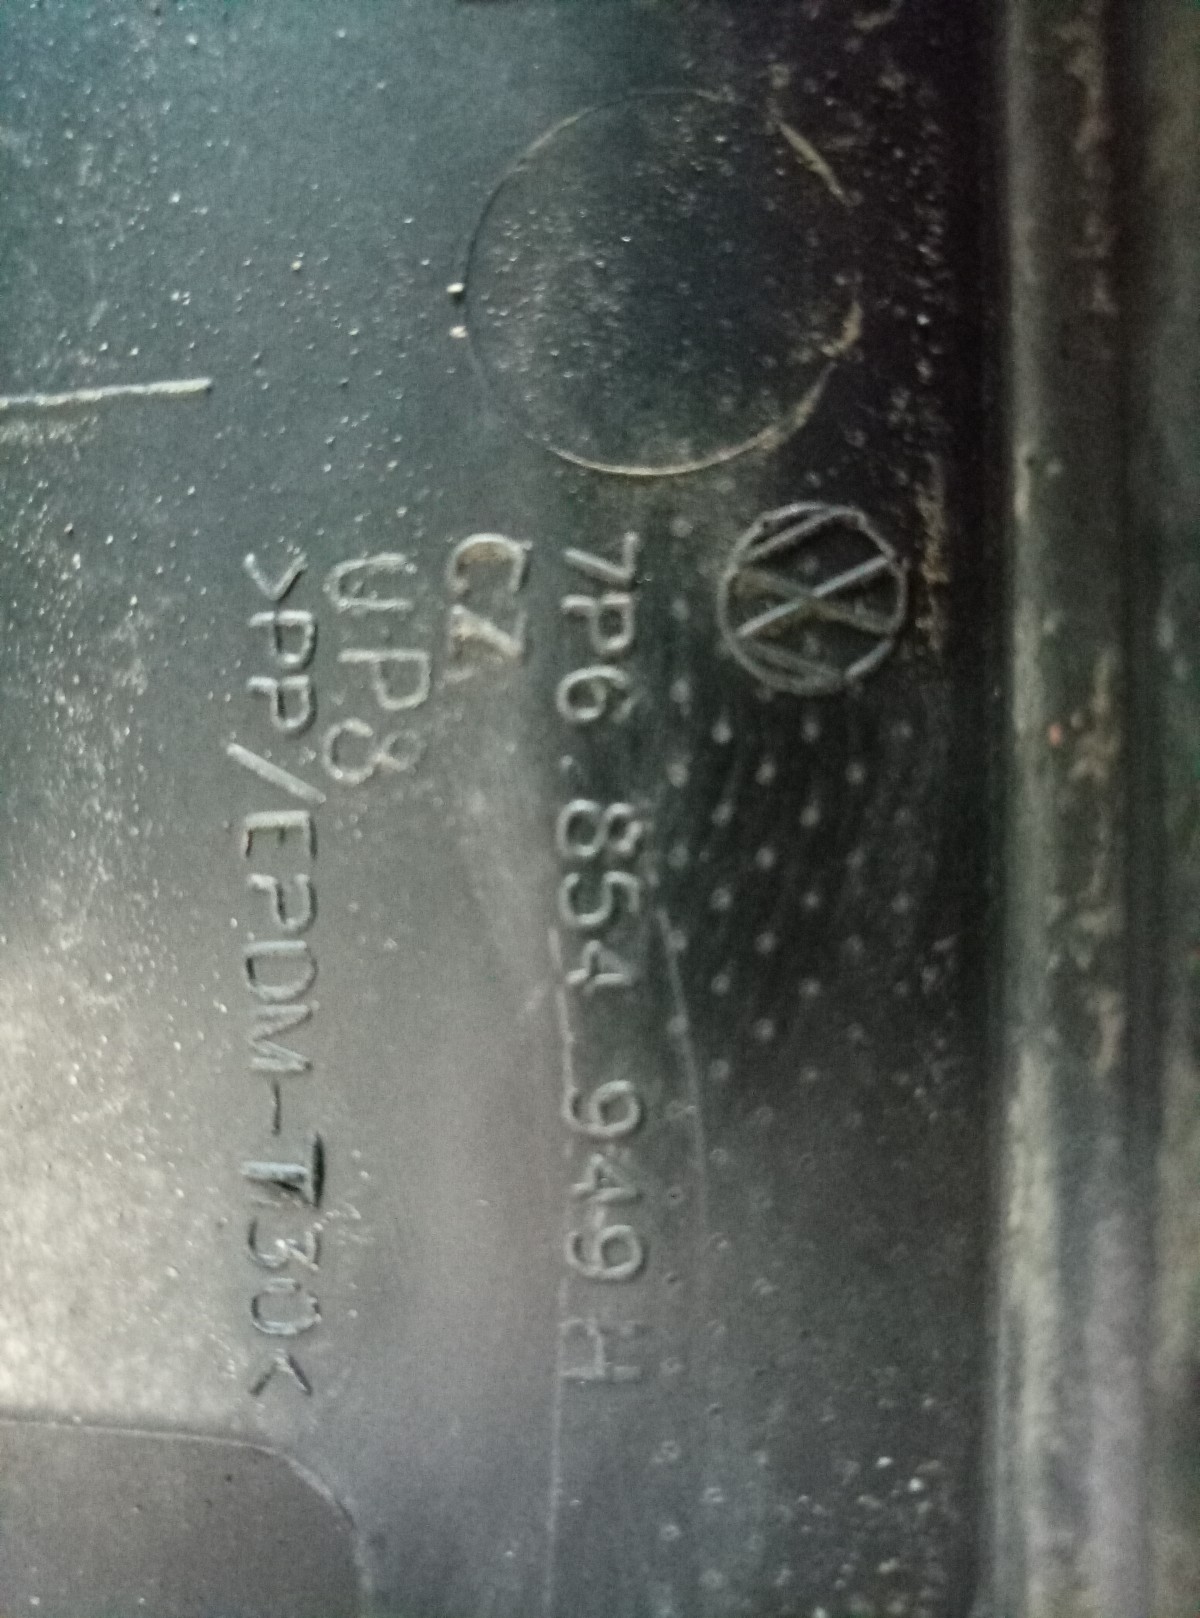 7P6.854 949 H
CZ
UP8
>PP/EPDM-T30<